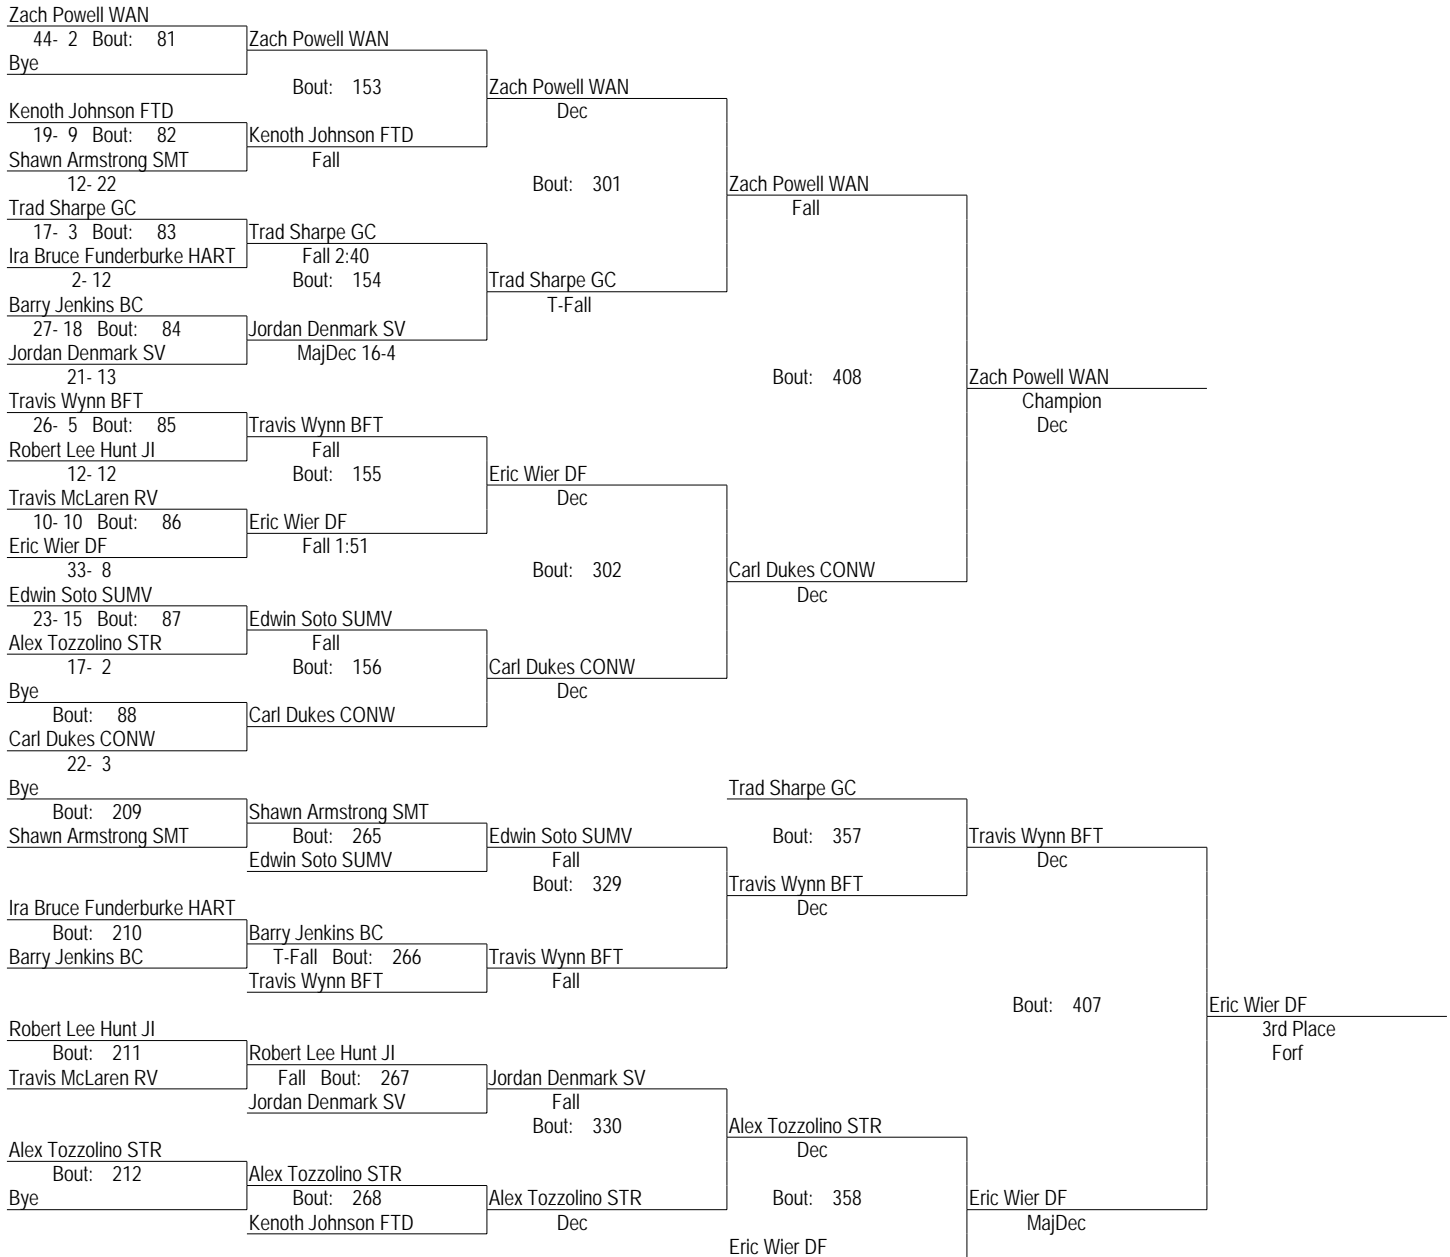 Zach Powell WAN
44- 2 Bout: 81 Zach Powell WAN
Bye
Bout: 153 Zach Powell WAN
Kenoth Johnson FTD Dec
19- 9 Bout: 82 Kenoth Johnson FTD
Shawn Armstrong SMT Fall
12- 22 Bout: 301 Zach Powell WAN
Trad Sharpe GC Fall
17- 3 Bout: 83 Trad Sharpe GC
Ira Bruce Funderburke HART Fall 2:40
2- 12 Bout: 154 Trad Sharpe GC
Barry Jenkins BC T-Fall
27- 18 Bout: 84 Jordan Denmark SV
Jordan Denmark SV MajDec 16-4
21- 13 Bout: 408 Zach Powell WAN
Travis Wynn BFT Champion
26- 5 Bout: 85 Travis Wynn BFT Dec
Robert Lee Hunt JI Fall
12- 12 Bout: 155 Eric Wier DF
Travis McLaren RV Dec
10- 10 Bout: 86 Eric Wier DF
Eric Wier DF Fall 1:51
33- 8 Bout: 302 Carl Dukes CONW
Edwin Soto SUMV Dec
23- 15 Bout: 87 Edwin Soto SUMV
Alex Tozzolino STR Fall
17- 2 Bout: 156 Carl Dukes CONW
Bye Dec
Bout: 88 Carl Dukes CONW
Carl Dukes CONW
22- 3
Bye Trad Sharpe GC
Bout: 209 Shawn Armstrong SMT
Shawn Armstrong SMT Bout: 265 Edwin Soto SUMV Bout: 357 Travis Wynn BFT
Edwin Soto SUMV Fall Dec
Bout: 329 Travis Wynn BFT
Ira Bruce Funderburke HART Dec
Bout: 210 Barry Jenkins BC
Barry Jenkins BC T-Fall Bout: 266 Travis Wynn BFT
Travis Wynn BFT Fall
Bout: 407 Eric Wier DF
Robert Lee Hunt JI 3rd Place
Bout: 211 Robert Lee Hunt JI Forf
Travis McLaren RV Fall Bout: 267 Jordan Denmark SV
Jordan Denmark SV Fall
Bout: 330 Alex Tozzolino STR
Alex Tozzolino STR Dec
Bout: 212 Alex Tozzolino STR
Bye Bout: 268 Alex Tozzolino STR Bout: 358 Eric Wier DF
Kenoth Johnson FTD Dec MajDec
Eric Wier DF